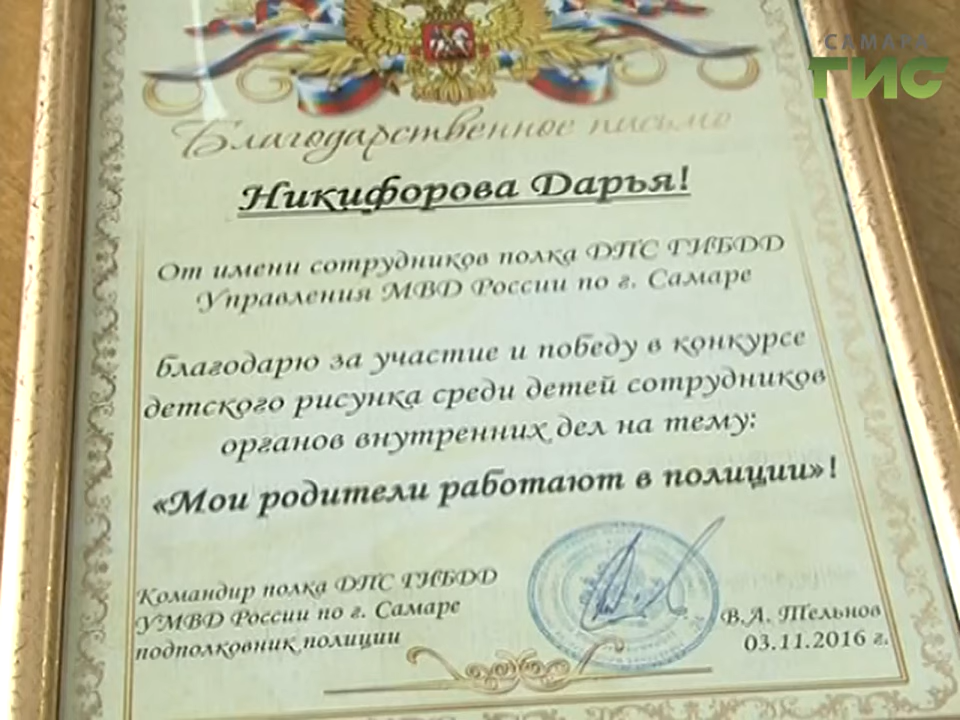 САМАРА
ГИС
Благодарственное письмо
Никифорова Дарья!
От имени сотрудников полка ДПС ГИБДД
Управления МВД России по г. Самаре
благодарю за участие и победу в конкурсе
детского рисунка среди детей сотрудников
органов внутренних дел на тему:
«Мои родители работают в полиции»!
Командир полка ДПС ГИБДД
УМВД России по г. Самаре
подполковник полиции
В.А. Тельнов
03.11.2016 г.